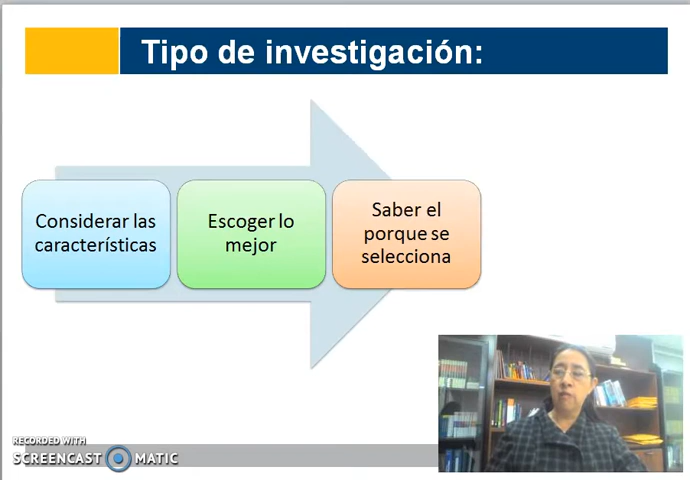 Tipo de investigación:
Considerar las
características
Escoger lo
mejor
Saber el
porque se
selecciona
RECORDED WITH
SCREENCAST MATIC